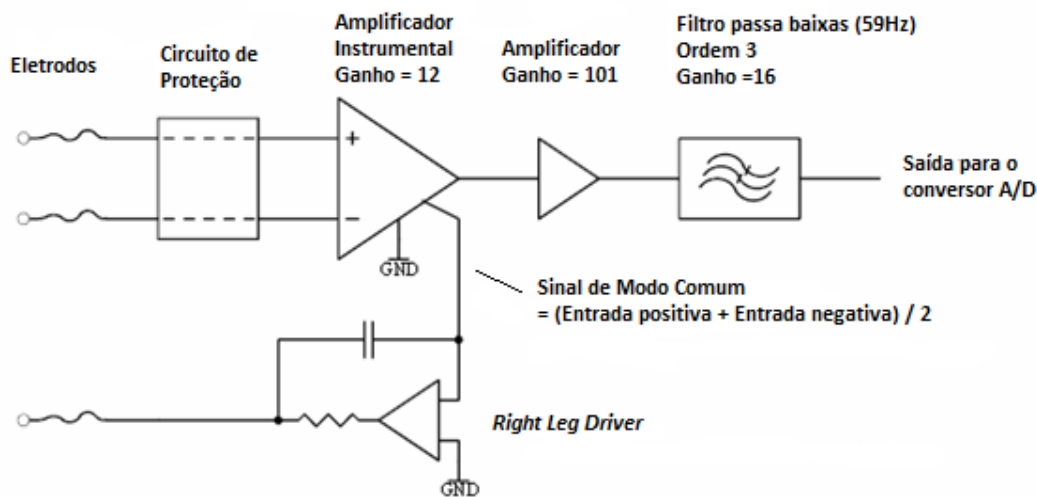 Eletrodos
Circuito de
Proteção
Amplificador
Instrumental
Ganho = 12
Amplificador
Ganho = 101
Filtro passa baixas (59Hz)
Ordem 3
Ganho =16
+
−
Saída para o
conversor A/D
GND
Sinal de Modo Comum
= (Entrada positiva + Entrada negativa) / 2
Right Leg Driver
GND